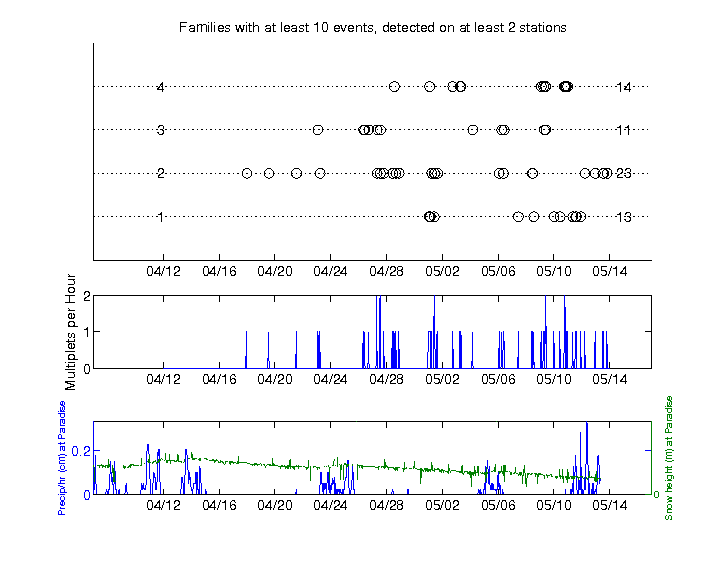 Families with at least 10 events, detected on at least 2 stations
4 14
3 11
2 23
1 13
04/12 04/16 04/20 04/24 04/28 05/02 05/06 05/10 05/14
Multiplets per Hour
2
1
0
04/12 04/16 04/20 04/24 04/28 05/02 05/06 05/10 05/14
Precip/hr (cm) at Paradise
0.2
0
0
Snow height (m) at Paradise
04/12 04/16 04/20 04/24 04/28 05/02 05/06 05/10 05/14